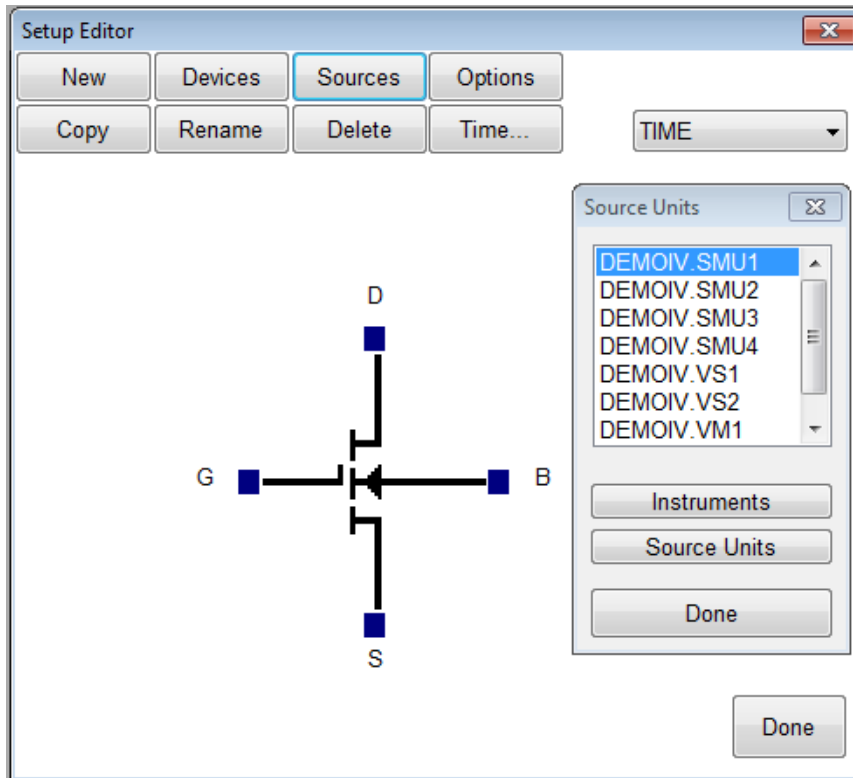 Setup Editor
New Devices Sources Options
Copy Rename Delete Time... TIME
Source Units
DEMOIV.SMU1
DEMOIV.SMU2
DEMOIV.SMU3
DEMOIV.SMU4
DEMOIV.VS1
DEMOIV.VS2
DEMOIV.VM1
D
G B
S
Instruments
Source Units
Done
Done